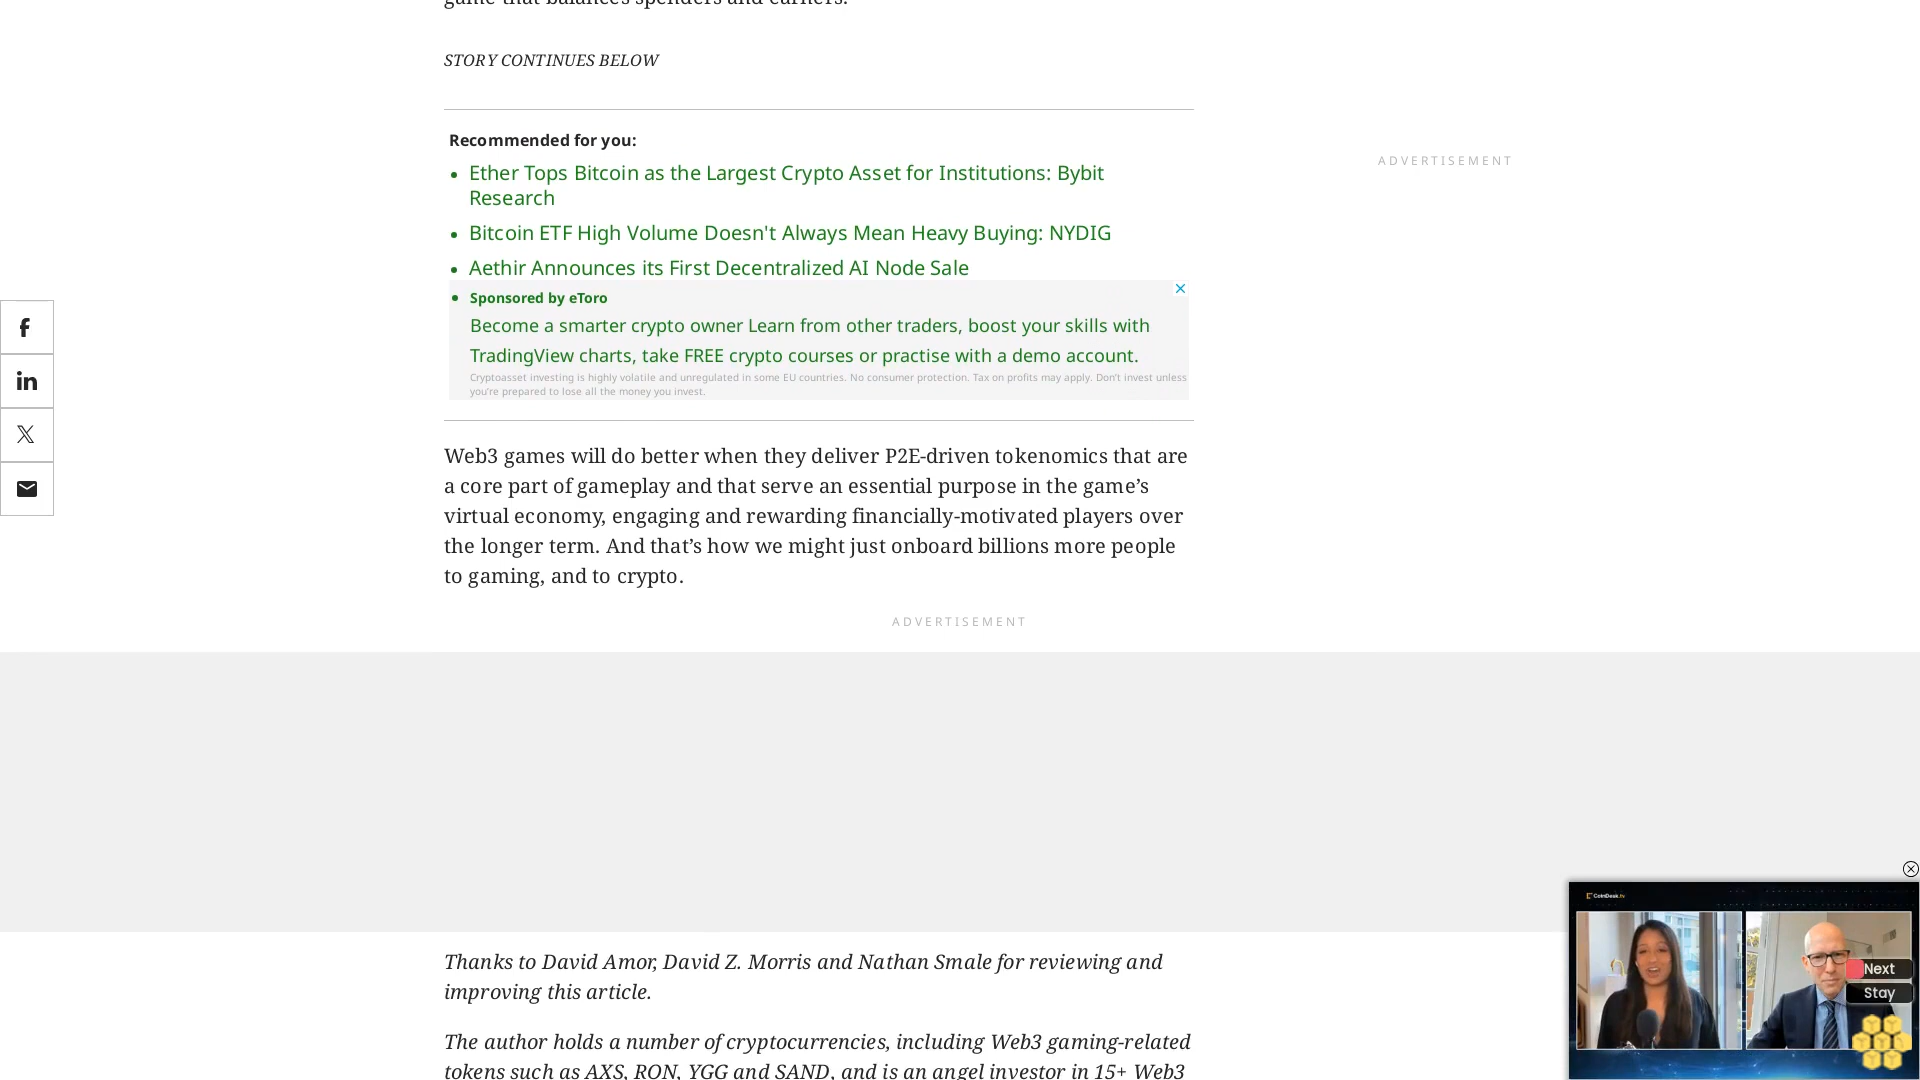 game that balances spenders and earners.
STORY CONTINUES BELOW
Recommended for you:
• Ether Tops Bitcoin as the Largest Crypto Asset for Institutions: Bybit
Research
• Bitcoin ETF High Volume Doesn't Always Mean Heavy Buying: NYDIG
• Aethir Announces its First Decentralized AI Node Sale
• Sponsored by eToro
Become a smarter crypto owner Learn from other traders, boost your skills with
TradingView charts, take FREE crypto courses or practise with a demo account.
Cryptoasset investing is highly volatile and unregulated in some EU countries. No consumer protection. Tax on profits may apply. Don’t invest unless
you’re prepared to lose all the money you invest.
ADVERTISEMENT
Web3 games will do better when they deliver P2E-driven tokenomics that are
a core part of gameplay and that serve an essential purpose in the game’s
virtual economy, engaging and rewarding financially-motivated players over
the longer term. And that’s how we might just onboard billions more people
to gaming, and to crypto.
ADVERTISEMENT
Thanks to David Amor, David Z. Morris and Nathan Smale for reviewing and
improving this article.
The author holds a number of cryptocurrencies, including Web3 gaming-related
tokens such as AXS, RON, YGG and SAND, and is an angel investor in 15+ Web3
CoinDesk.tv
Next
Stay